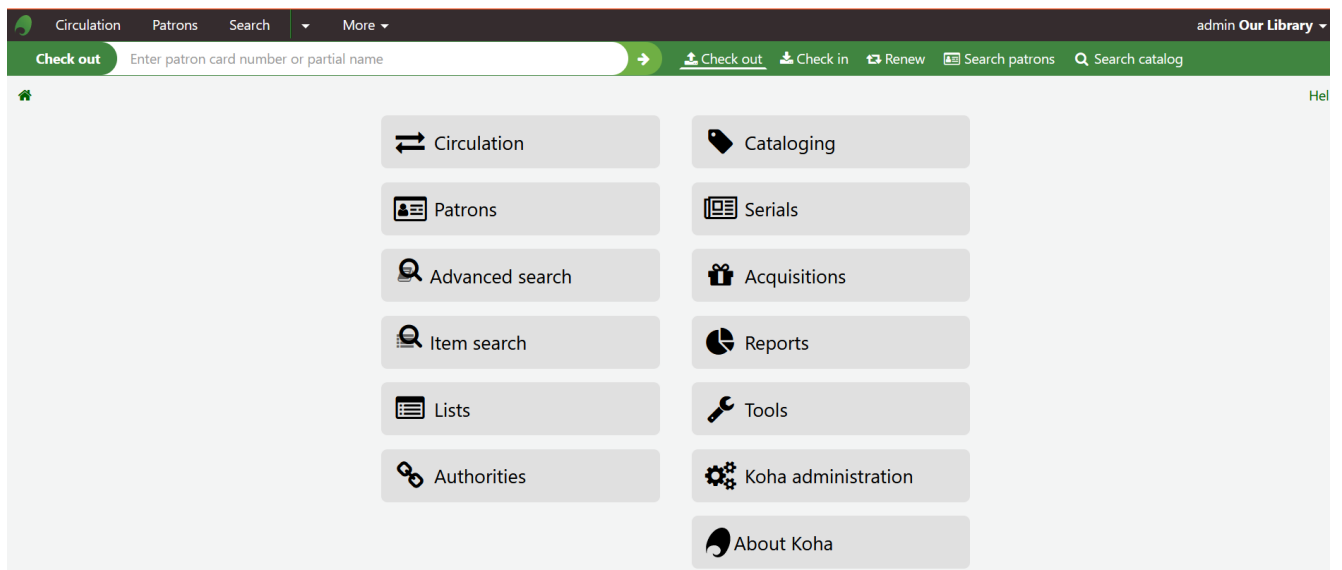 Circulation Patrons Search More admin Our Library
Check out Enter patron card number or partial name Check out Check in Renew Search patrons Search catalog
Hel
Circulation Cataloging
Patrons Serials
Advanced search Acquisitions
Item search Reports
Lists Tools
Authorities Koha administration
About Koha